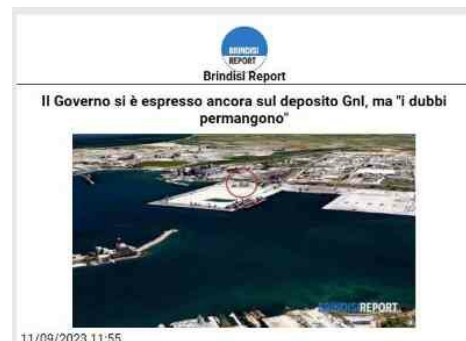 BRINDISI
REPORT
Brindisi Report
Il Governo si è espresso ancora sul deposito Gnl, ma "i dubbi
permangono"
BRINDISIREPORT
11/09/2023 11:55